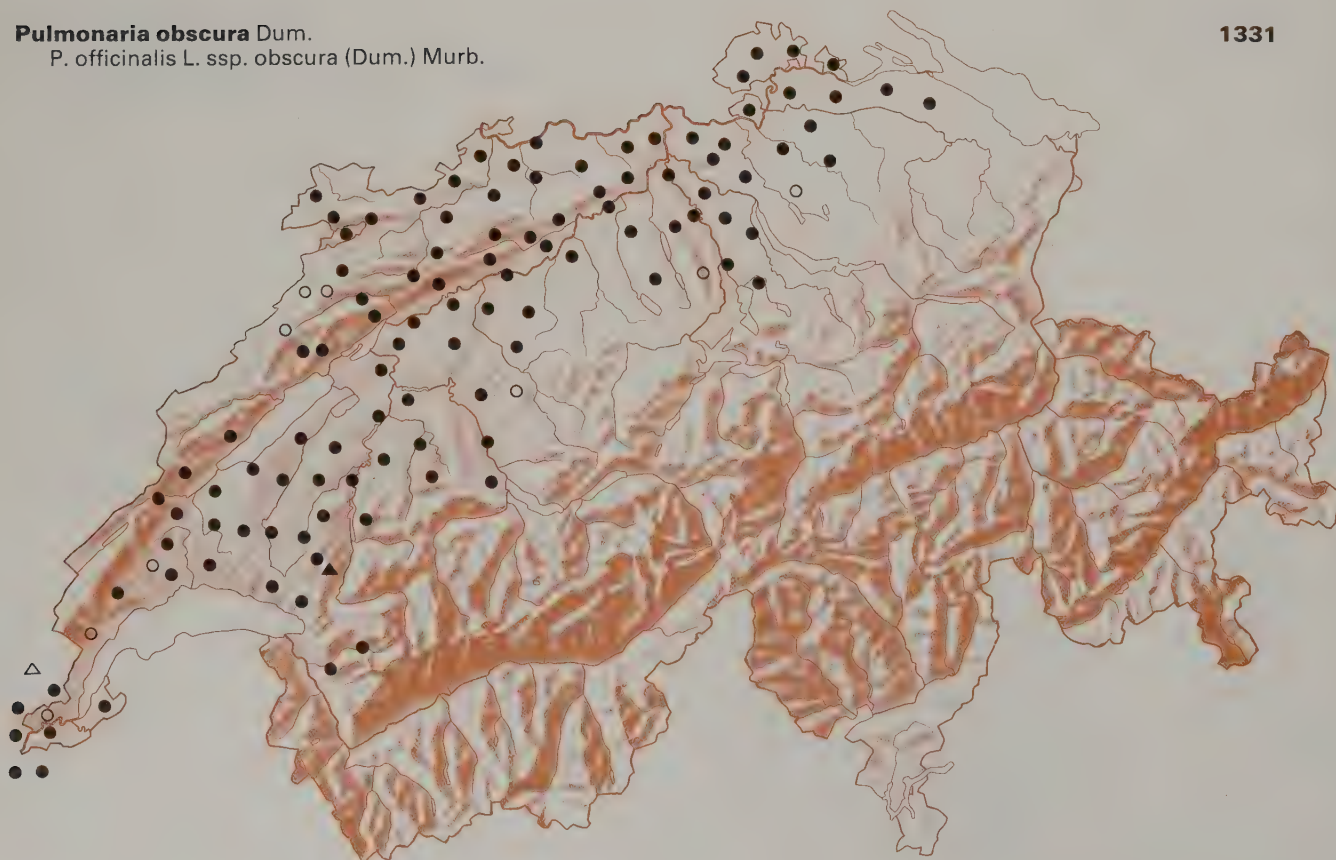 Pulmonaria obscura Dum.
P. officinalis L. ssp. obscura (Dum.) Murb.
1331